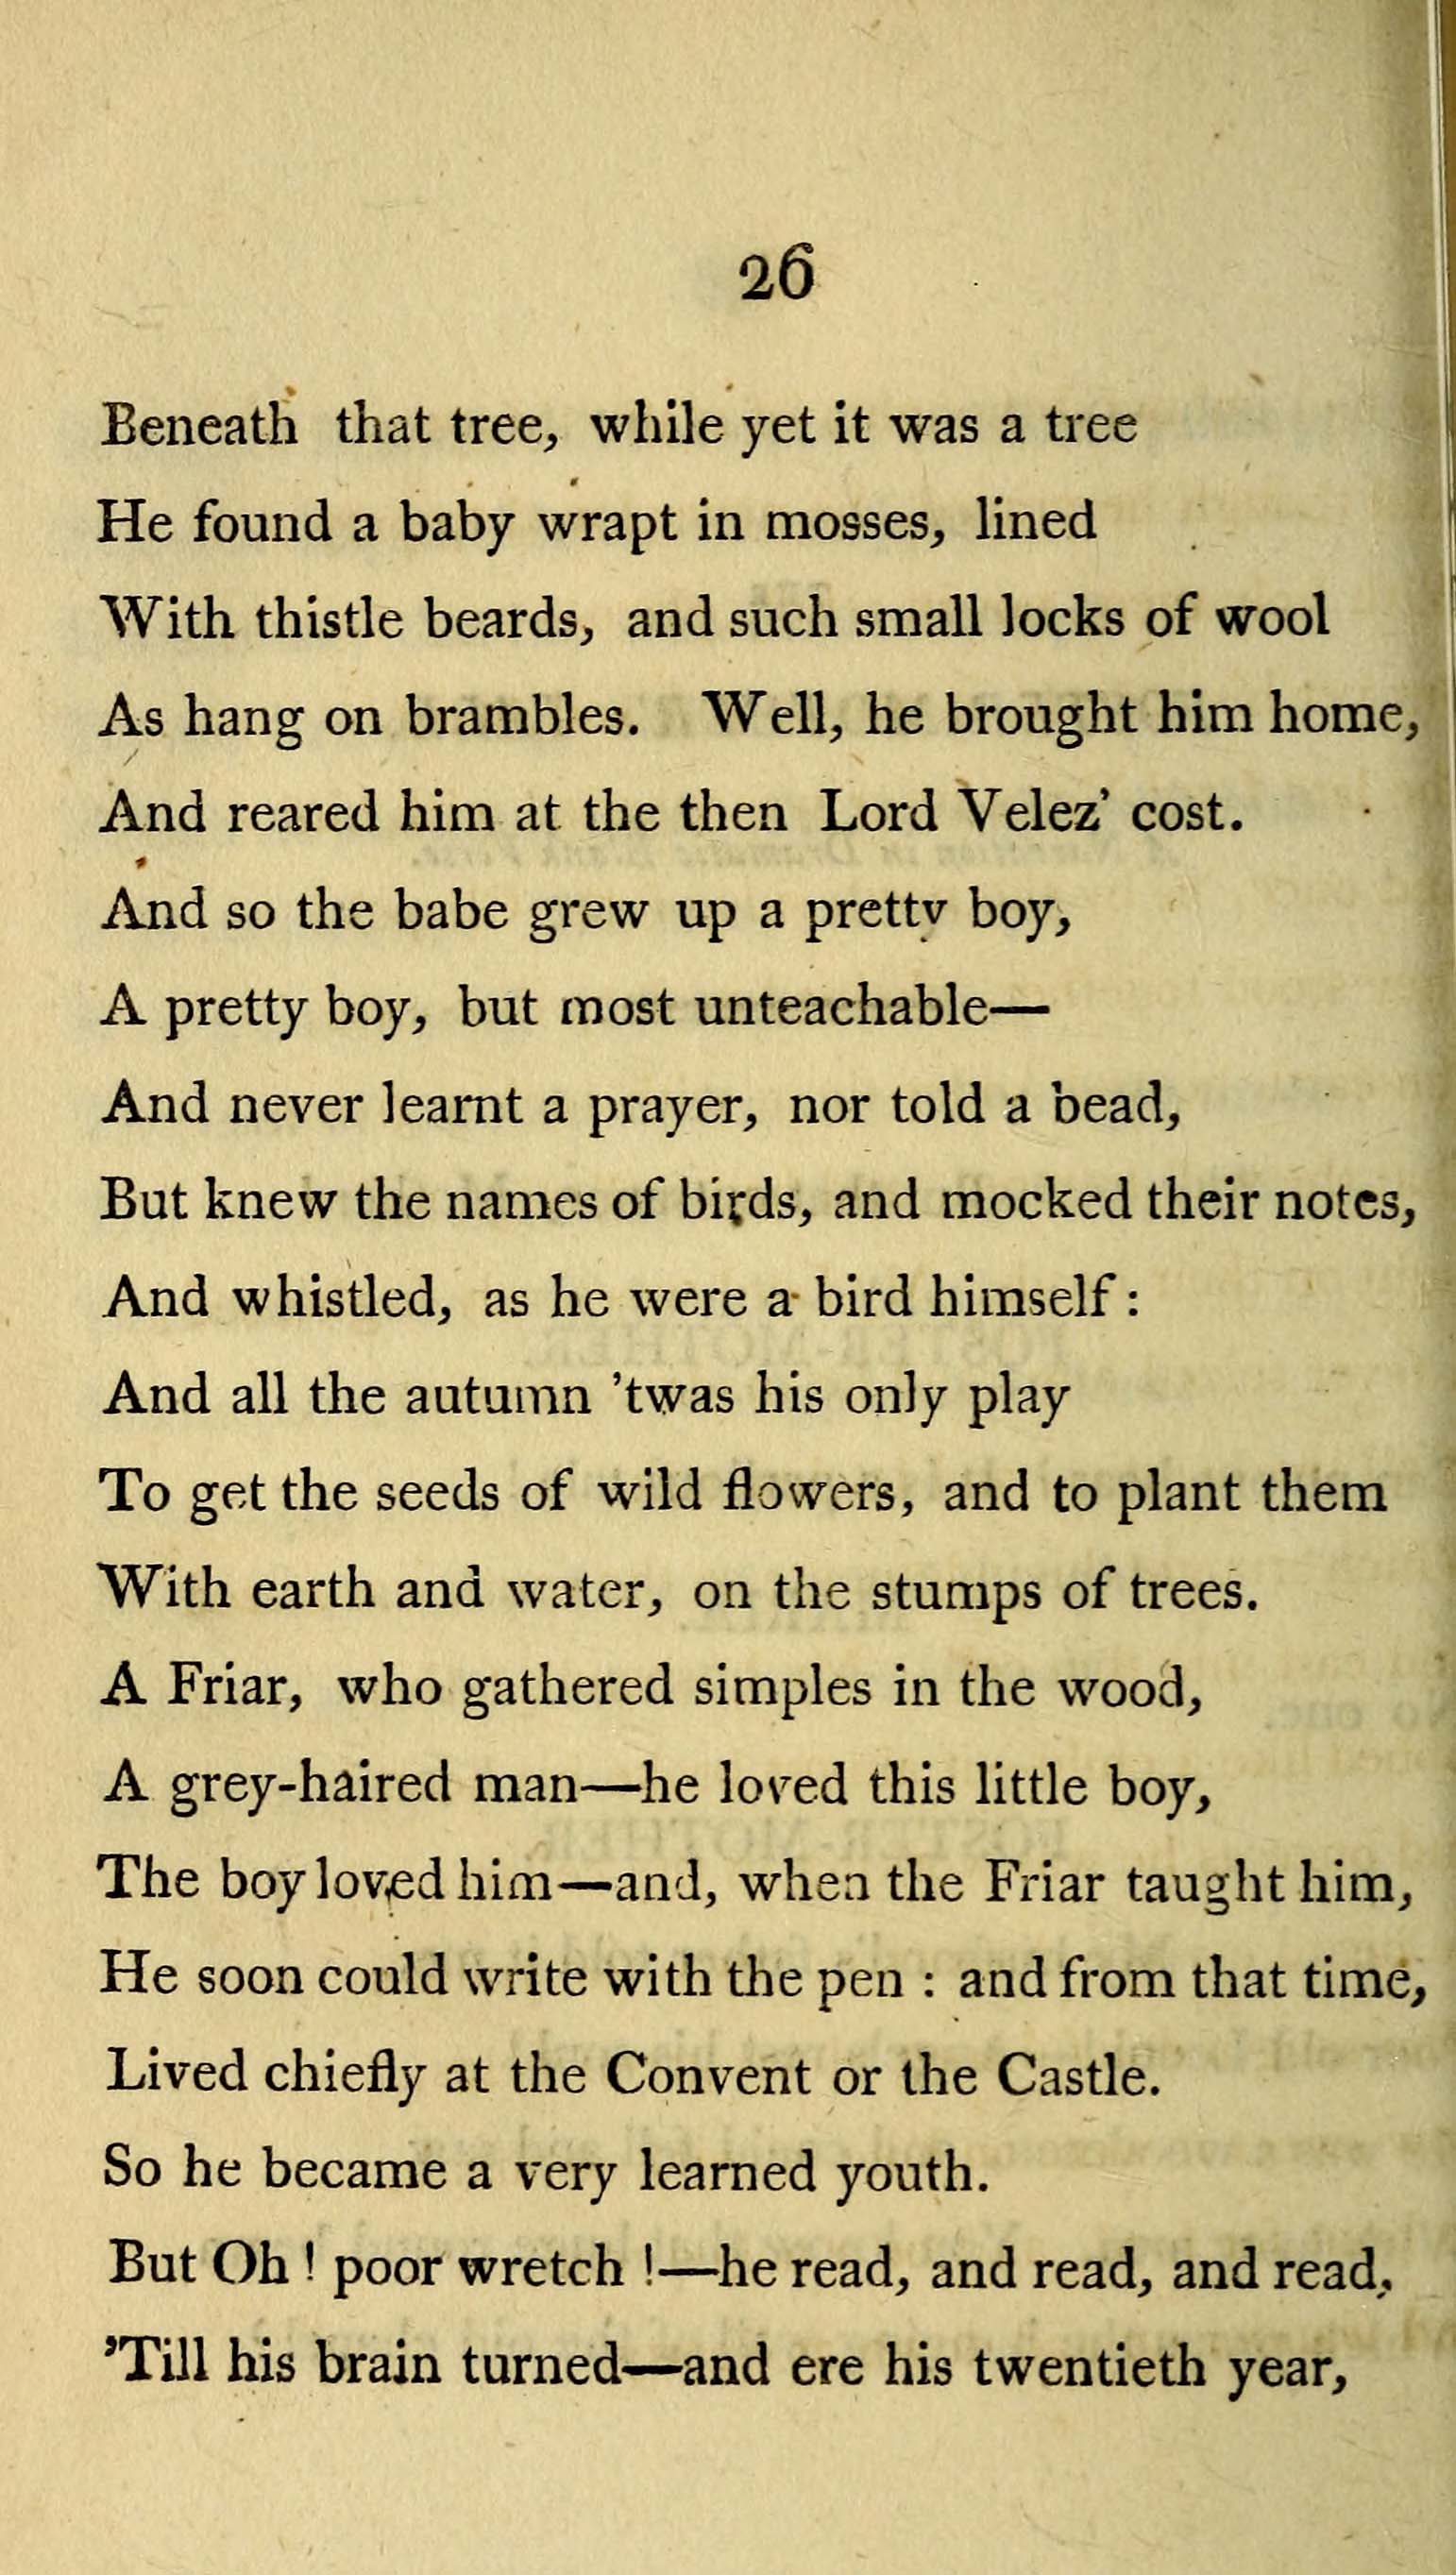 26
Beneath that tree, while yet it was a tree
He found a baby wrapt in mosses, lined
With thistle beards, and such small locks of wool
As hang on brambles. Well, he brought him home,
And reared him at the then Lord Velez' cost.
And so the babe grew up a pretty boy,
A pretty boy, but most unteachable—
And never learnt a prayer, nor told a bead,
But knew the names of birds, and mocked their notes,
And whistled, as he were a bird himself :
And all the autumn 'twas his only play
To get the seeds of wild flowers, and to plant them
With earth and water, on the stumps of trees.
A Friar, who gathered simples in the wood,
A grey-haired man—he loved this little boy,
The boy loved him—and, when the Friar taught him,
He soon could write with the pen : and from that time,
Lived chiefly at the Convent or the Castle.
So he became a very learned youth.
But Oh ! poor wretch !—he read, and read, and read,
'Till his brain turned—and ere his twentieth year,